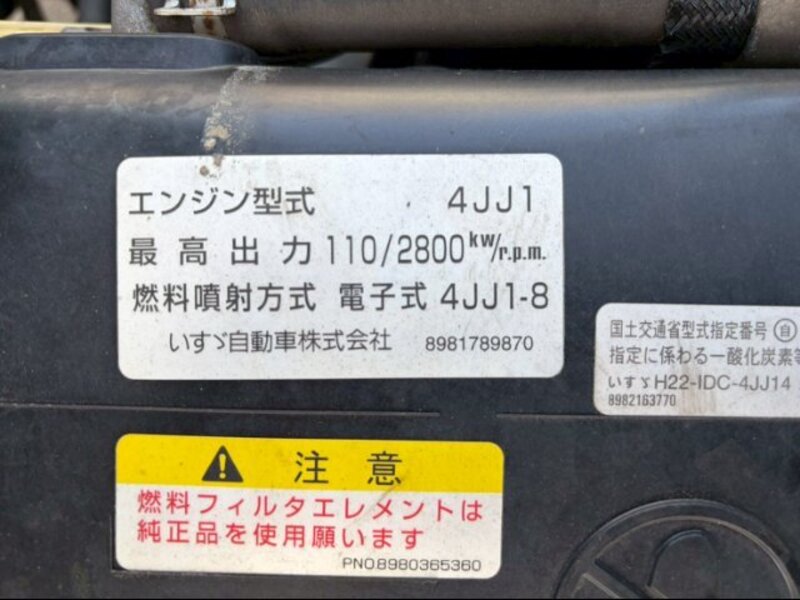 エンジン型式 4JJ1
最高出力 110/2800 kW/r.p.m.
燃料噴射方式 電子式 4JJ1-8
いすゞ自動車株式会社 8981789870
国土交通省型式指定番号 自
指定に係わる一酸化炭素等
いすゞH22-IDC-4JJ14
8982163770
注意
燃料フィルタエレメントは
純正品を使用願います
PNO.8980365360